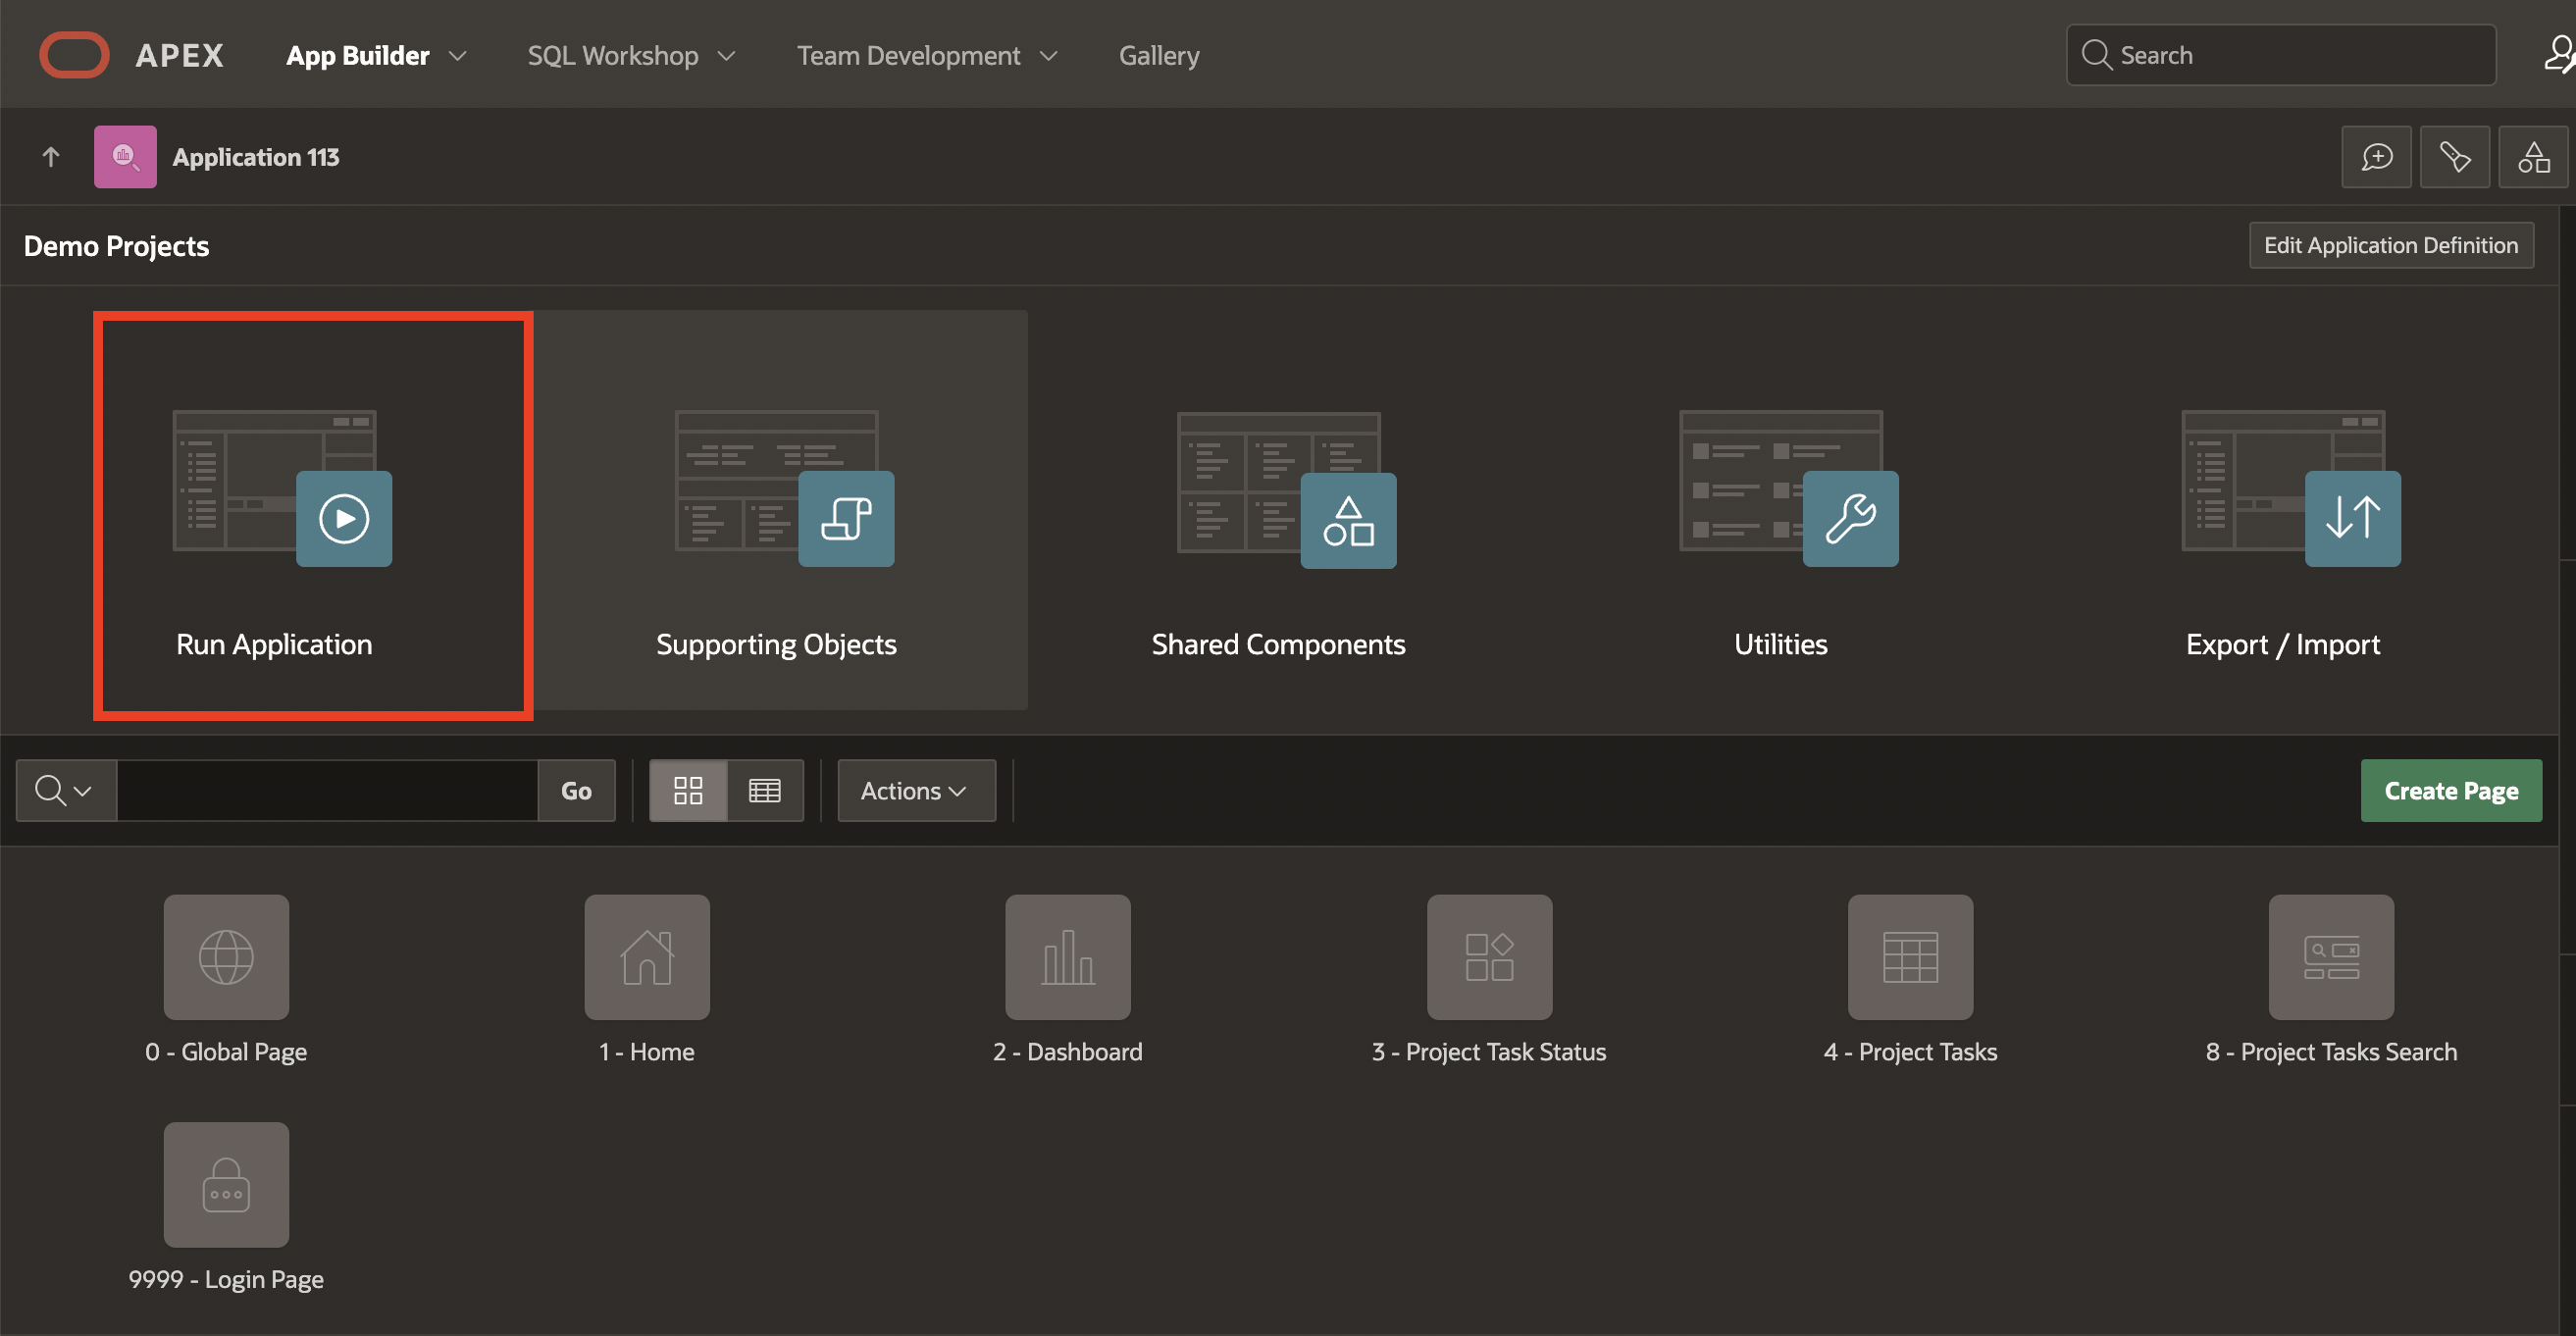 APEX App Builder SQL Workshop Team Development Gallery Search
Application 113
Demo Projects Edit Application Definition
Run Application Supporting Objects Shared Components Utilities Export / Import
Go Actions Create Page
0 - Global Page 1 - Home 2 - Dashboard 3 - Project Task Status 4 - Project Tasks 8 - Project Tasks Search
9999 - Login Page